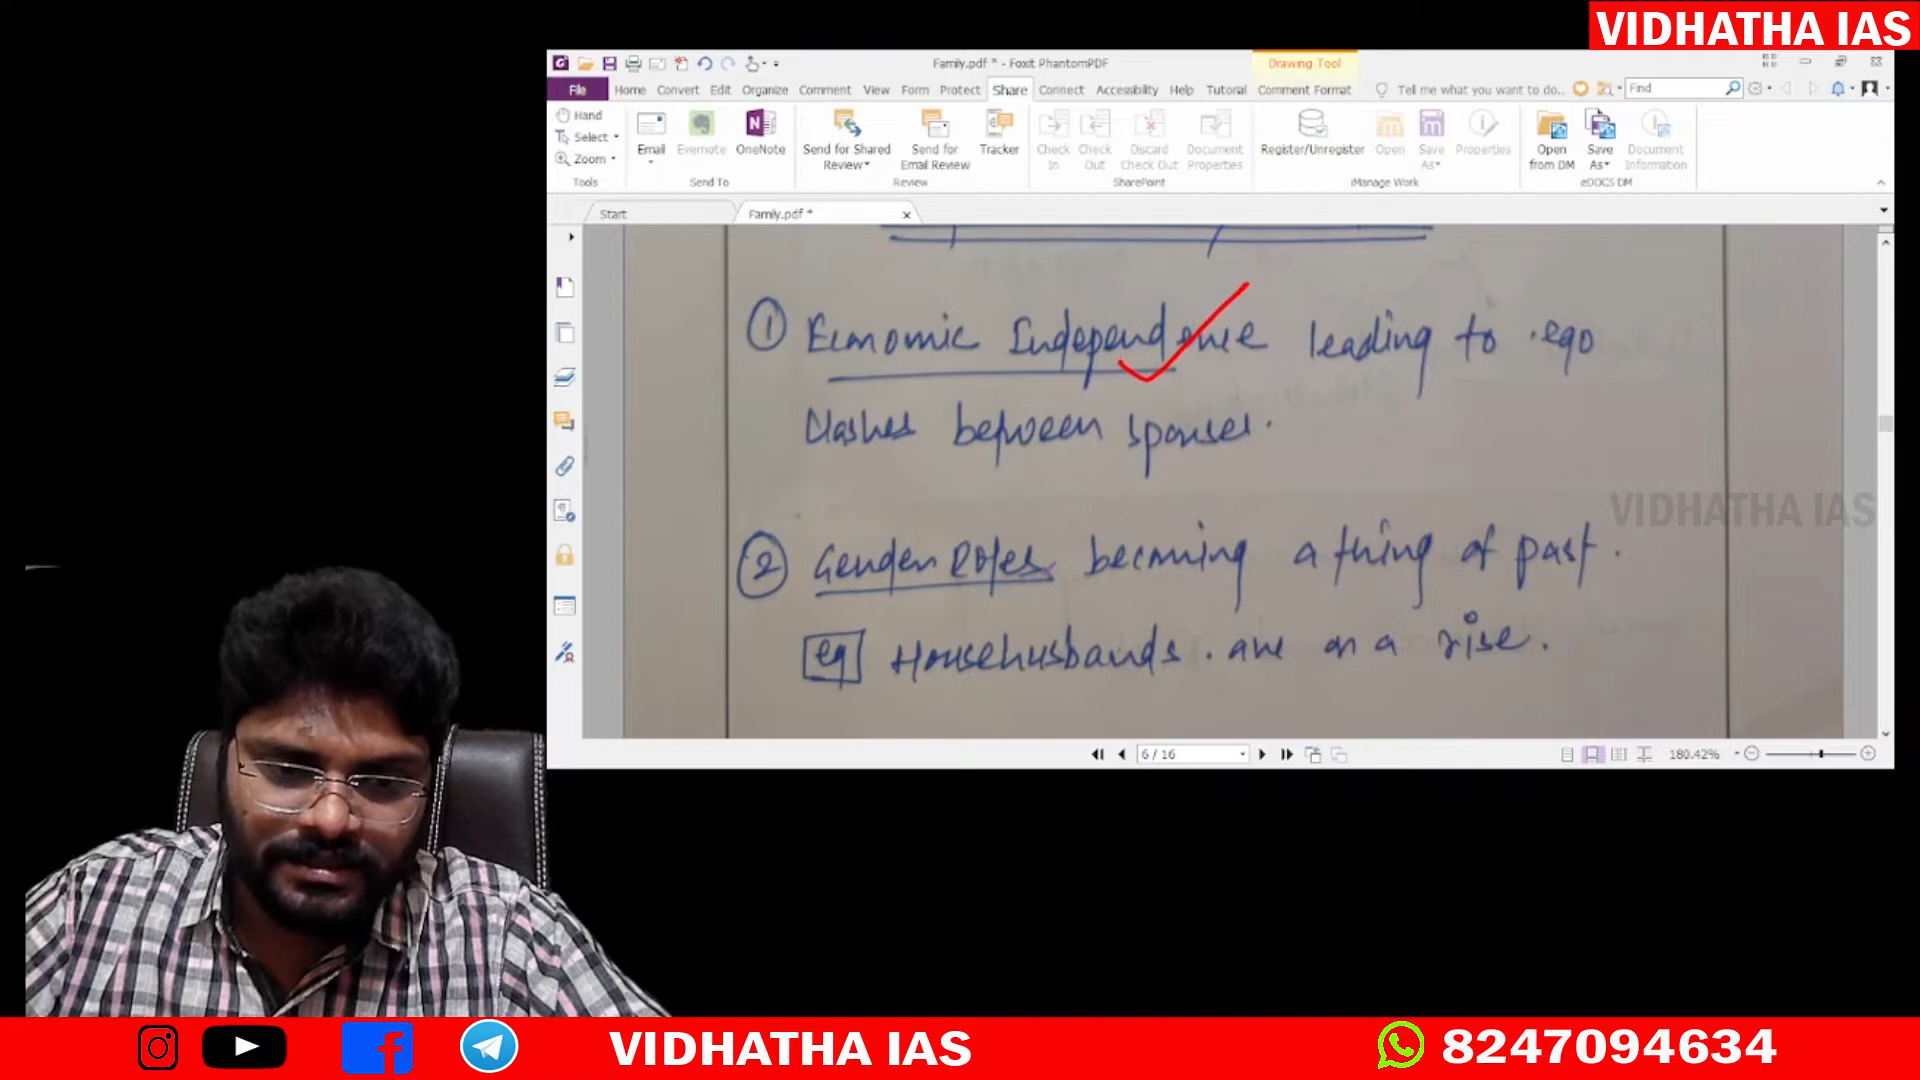 VIDHATHA IAS
Family.pdf * - Foxit PhantomPDF
Drawing Tool
File Home Convert Edit Organize Comment View Form Protect Share Connect Accessibility Help Tutorial Comment Format Tell me what you want to do.. Find
Hand
Select
Zoom
Tools
Email Evernote OneNote
Send To
Send for Shared Review Send for Email Review Tracker
Review
Check In Check Out Discard Check Out Document Properties
SharePoint
Register/Unregister Open Save As Properties
iManage Work
Open from DM Save As Document Information
eDOCS DM
Start Family.pdf *
① Economic Independence leading to ego
clashes between spouses.
VIDHATHA IAS
② Gender Roles becoming a thing of past.
eg Househusbands are on a rise.
6 / 16 180.42%
VIDHATHA IAS 8247094634